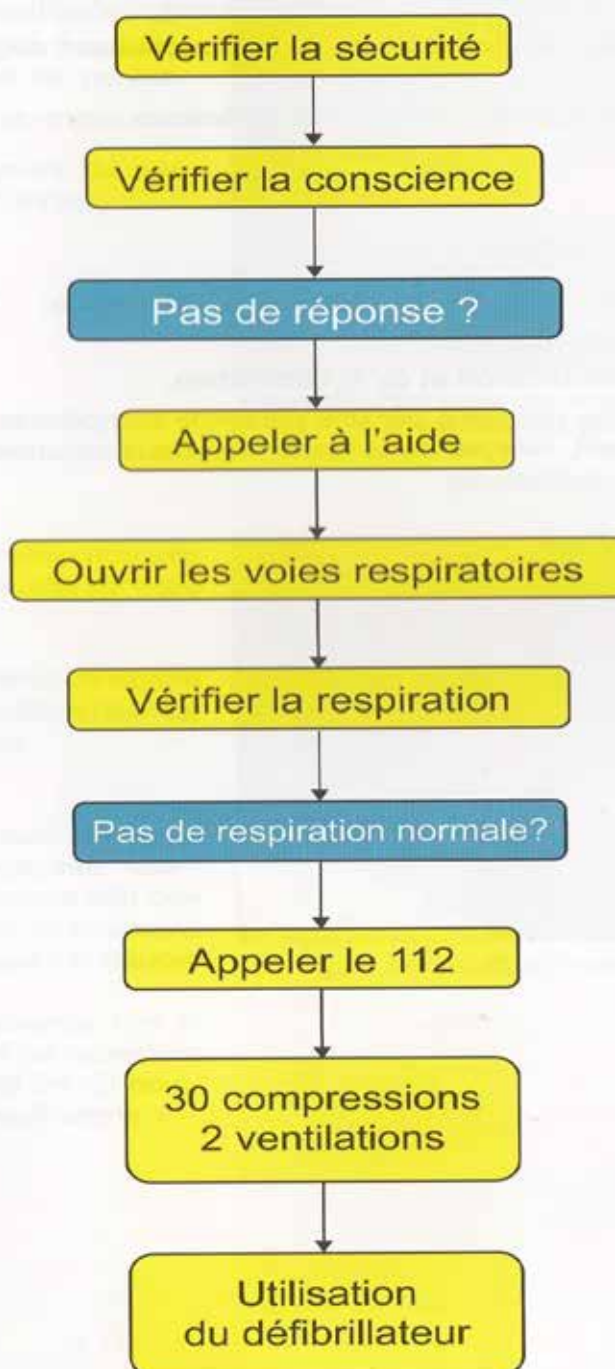 Vérifier la sécurité
Vérifier la conscience
Pas de réponse ?
Appeler à l'aide
Ouvrir les voies respiratoires
Vérifier la respiration
Pas de respiration normale?
Appeler le 112
30 compressions
2 ventilations
Utilisation
du défibrillateur